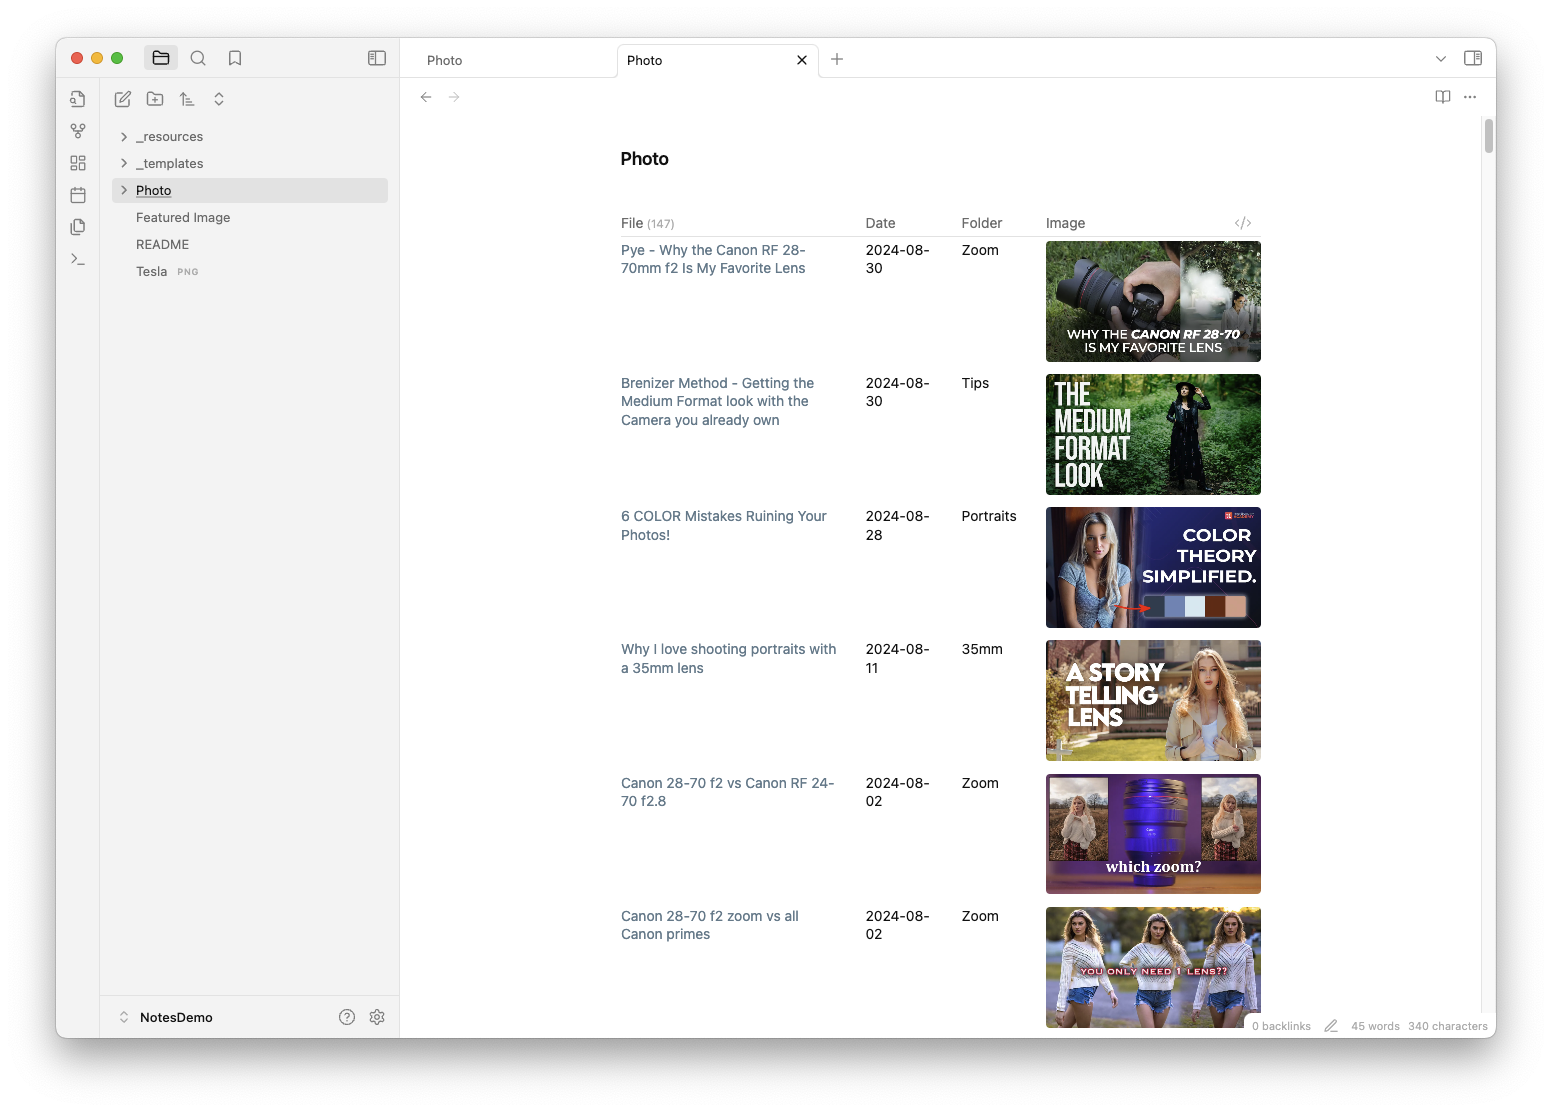 Photo
Photo
_resources
_templates
Photo
Featured Image
README
Tesla PNG
NotesDemo
Photo
File (147) Date Folder Image </>
Pye - Why the Canon RF 28-
70mm f2 Is My Favorite Lens
2024-08-
30
Zoom
WHY THE CANON RF 28-70
IS MY FAVORITE LENS
Brenizer Method - Getting the
Medium Format look with the
Camera you already own
2024-08-
30
Tips
THE
MEDIUM
FORMAT
LOOK
6 COLOR Mistakes Ruining Your
Photos!
2024-08-
28
Portraits
COLOR
THEORY
SIMPLIFIED.
Why I love shooting portraits with
a 35mm lens
2024-08-
11
35mm
A STORY
TELLING
LENS
Canon 28-70 f2 vs Canon RF 24-
70 f2.8
2024-08-
02
Zoom
which zoom?
Canon 28-70 f2 zoom vs all
Canon primes
2024-08-
02
Zoom
YOU ONLY NEED 1 LENS??
0 backlinks 45 words 340 characters